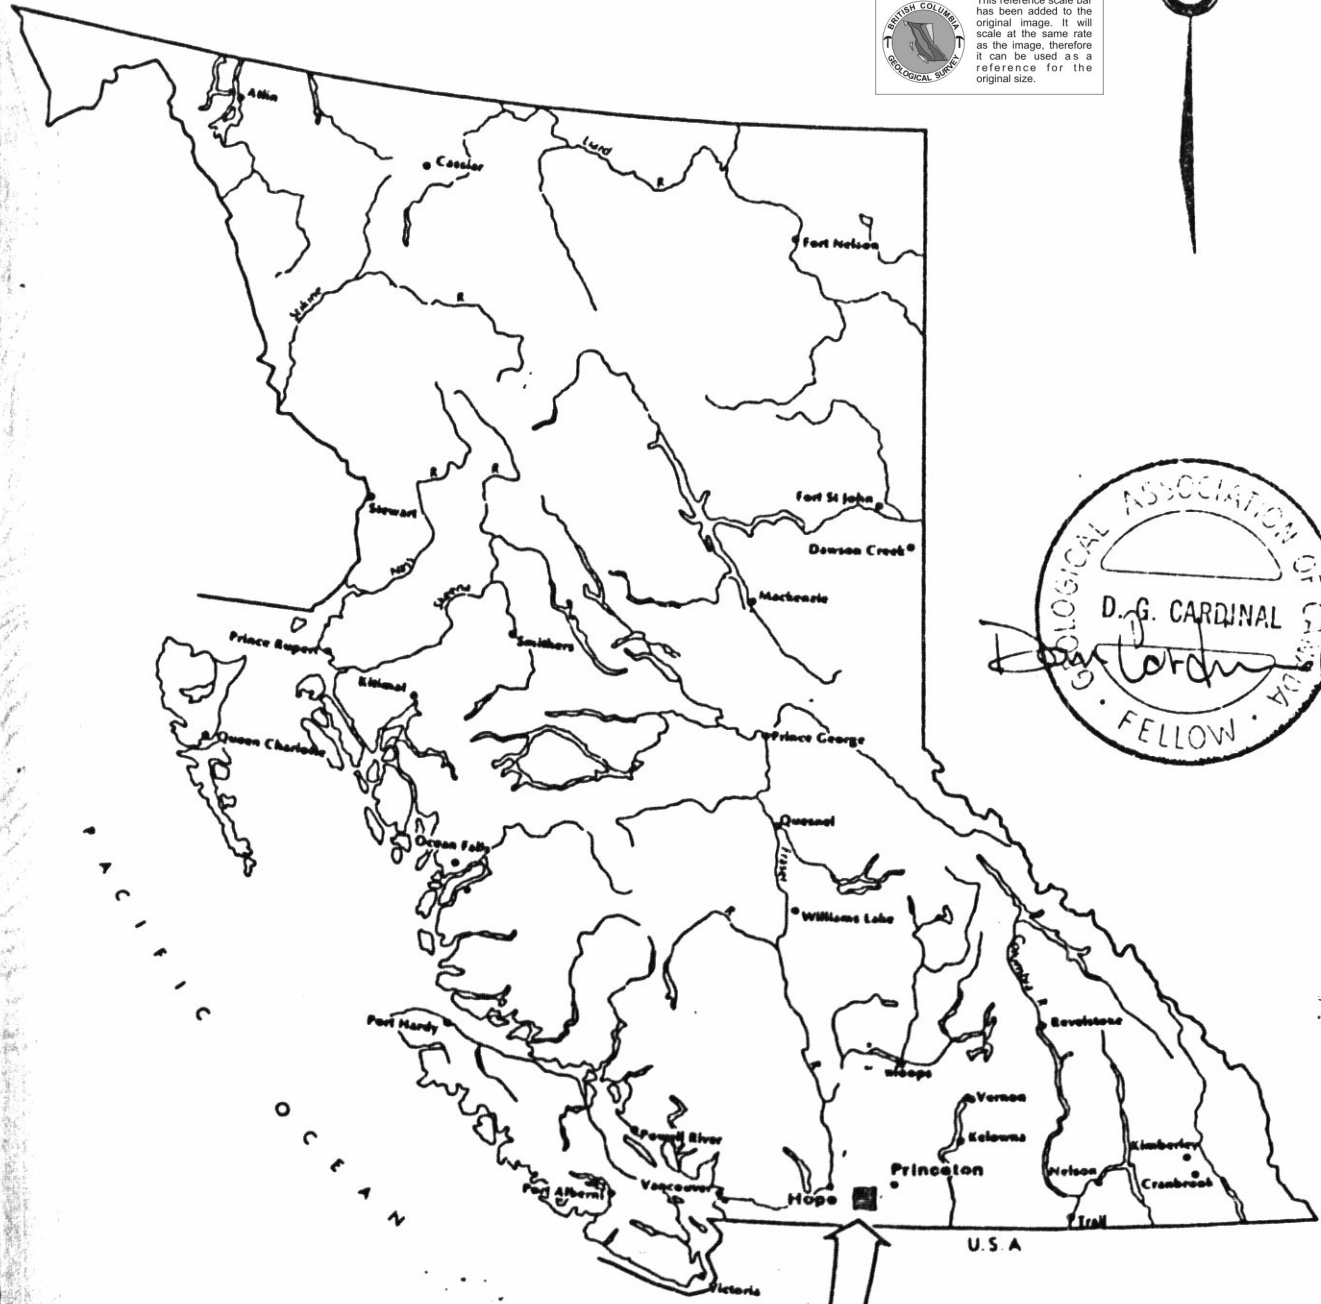 This reference scale bar
has been added to the
original image. It will
scale at the same rate
as the image, therefore
it can be used as a
reference for the
original size.
BRITISH COLUMBIA
GEOLOGICAL SURVEY
Atlin
Cassiar
Liard
R
Fort Nelson
Stikine
R
R
R
Stewart
Fort St John
Dawson Creek
Nass
Skeena
Mackenzie
GEOLOGICAL ASSOCIATION OF CANADA
D. G. CARDINAL
FELLOW
Prince Rupert
Smithers
Kitimat
Queen Charlotte
Prince George
Quesnel
Fraser
Ocean Falls
Williams Lake
R
Columbia
R
PACIFIC
OCEAN
Port Hardy
Revelstoke
R
mloops
Vernon
Kelowna
Powell River
Kimberley
Princeton
Nelson
Cranbrook
Port Alberni
Vancouver
Hope
Trail
U.S.A
Victoria